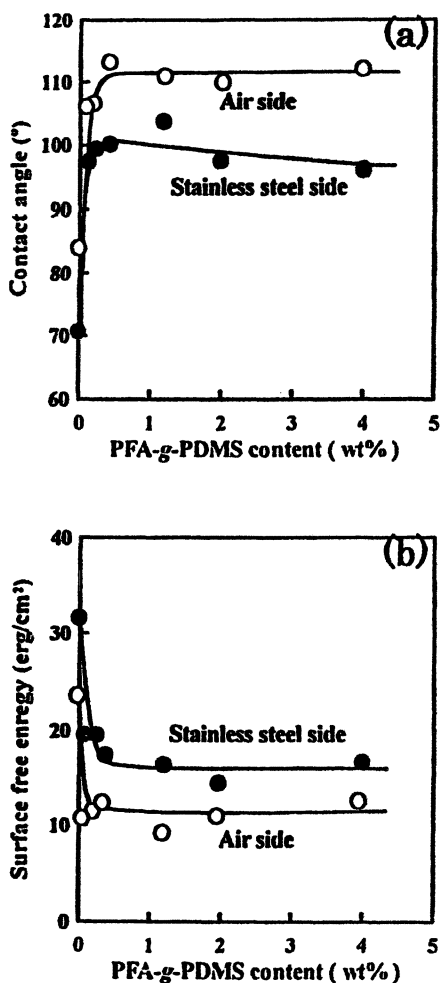 (a)
120
110
100
90
80
70
60
Contact angle (°)
Air side
Stainless steel side
0 1 2 3 4 5
PFA-g-PDMS content ( wt% )
(b)
40
30
20
10
0
Surface free enregy (erg/cm²)
Stainless steel side
Air side
0 1 2 3 4 5
PFA-g-PDMS content ( wt% )